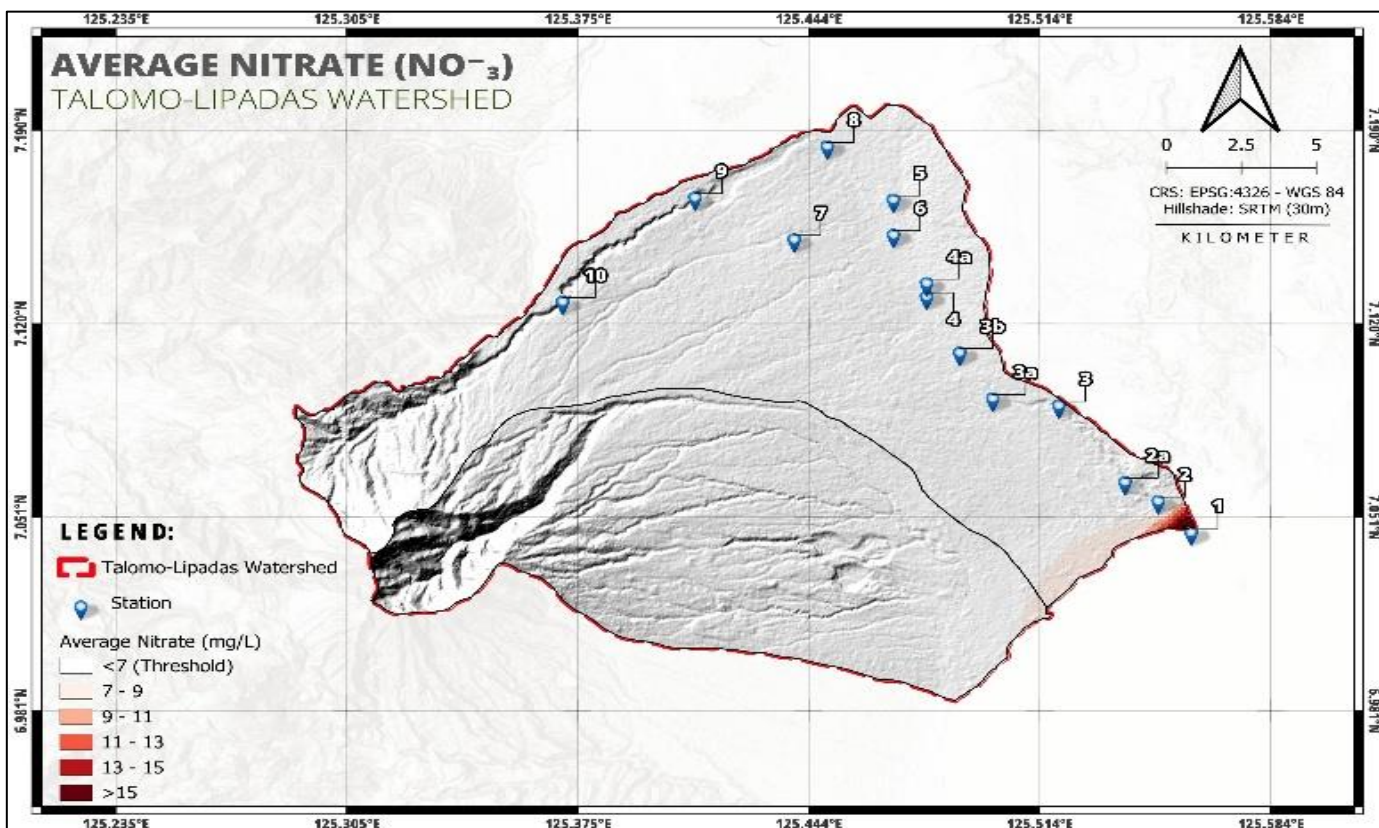 125.235°E 125.305°E 125.375°E 125.444°E 125.514°E 125.584°E
AVERAGE NITRATE (NO⁻₃)
TALOMO-LIPADAS WATERSHED
7.190°N
7.120°N
7.051°N
6.981°N
7.190°N
7.120°N
7.051°N
6.981°N
0 2.5 5
CRS: EPSG:4326 - WGS 84
Hillshade: SRTM (30m)
KILOMETER
8
9
5
7
6
10
4a
4
3b
3a
3
2a
2
1
LEGEND:
Talomo-Lipadas Watershed
Station
Average Nitrate (mg/L)
<7 (Threshold)
7 - 9
9 - 11
11 - 13
13 - 15
>15
125.235°E 125.305°E 125.375°E 125.444°E 125.514°E 125.584°E